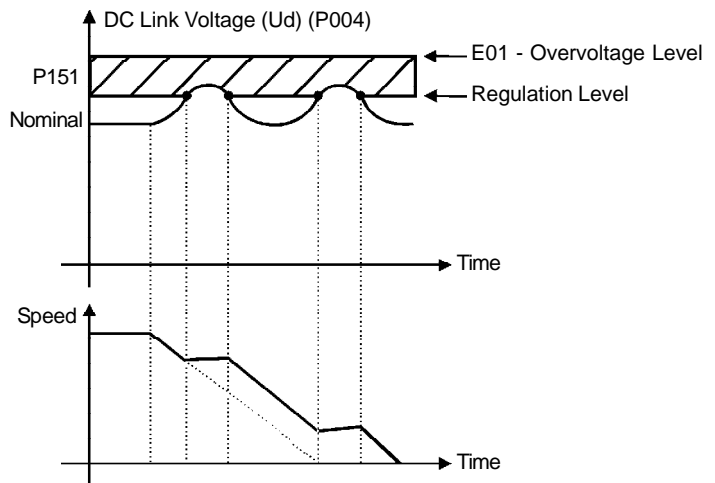 DC Link Voltage (Ud) (P004)
E01 - Overvoltage Level
P151
Regulation Level
Nominal
Time
Speed
Time